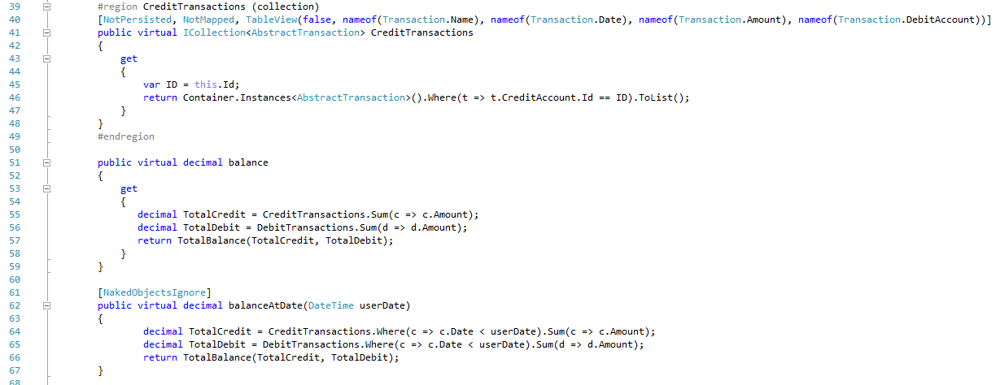 39 #region CreditTransactions (collection)
40 [NotPersisted, NotMapped, TableView(false, nameof(Transaction.Name), nameof(Transaction.Date), nameof(Transaction.Amount), nameof(Transaction.DebitAccount))]
41 public virtual ICollection<AbstractTransaction> CreditTransactions
42 {
43 get
44 {
45 var ID = this.Id;
46 return Container.Instances<AbstractTransaction>().Where(t => t.CreditAccount.Id == ID).ToList();
47 }
48 }
49 #endregion
50
51 public virtual decimal balance
52 {
53 get
54 {
55 decimal TotalCredit = CreditTransactions.Sum(c => c.Amount);
56 decimal TotalDebit = DebitTransactions.Sum(d => d.Amount);
57 return TotalBalance(TotalCredit, TotalDebit);
58 }
59 }
60
61 [NakedObjectsIgnore]
62 public virtual decimal balanceAtDate(DateTime userDate)
63 {
64 decimal TotalCredit = CreditTransactions.Where(c => c.Date < userDate).Sum(c => c.Amount);
65 decimal TotalDebit = DebitTransactions.Where(c => c.Date < userDate).Sum(d => d.Amount);
66 return TotalBalance(TotalCredit, TotalDebit);
67 }
68